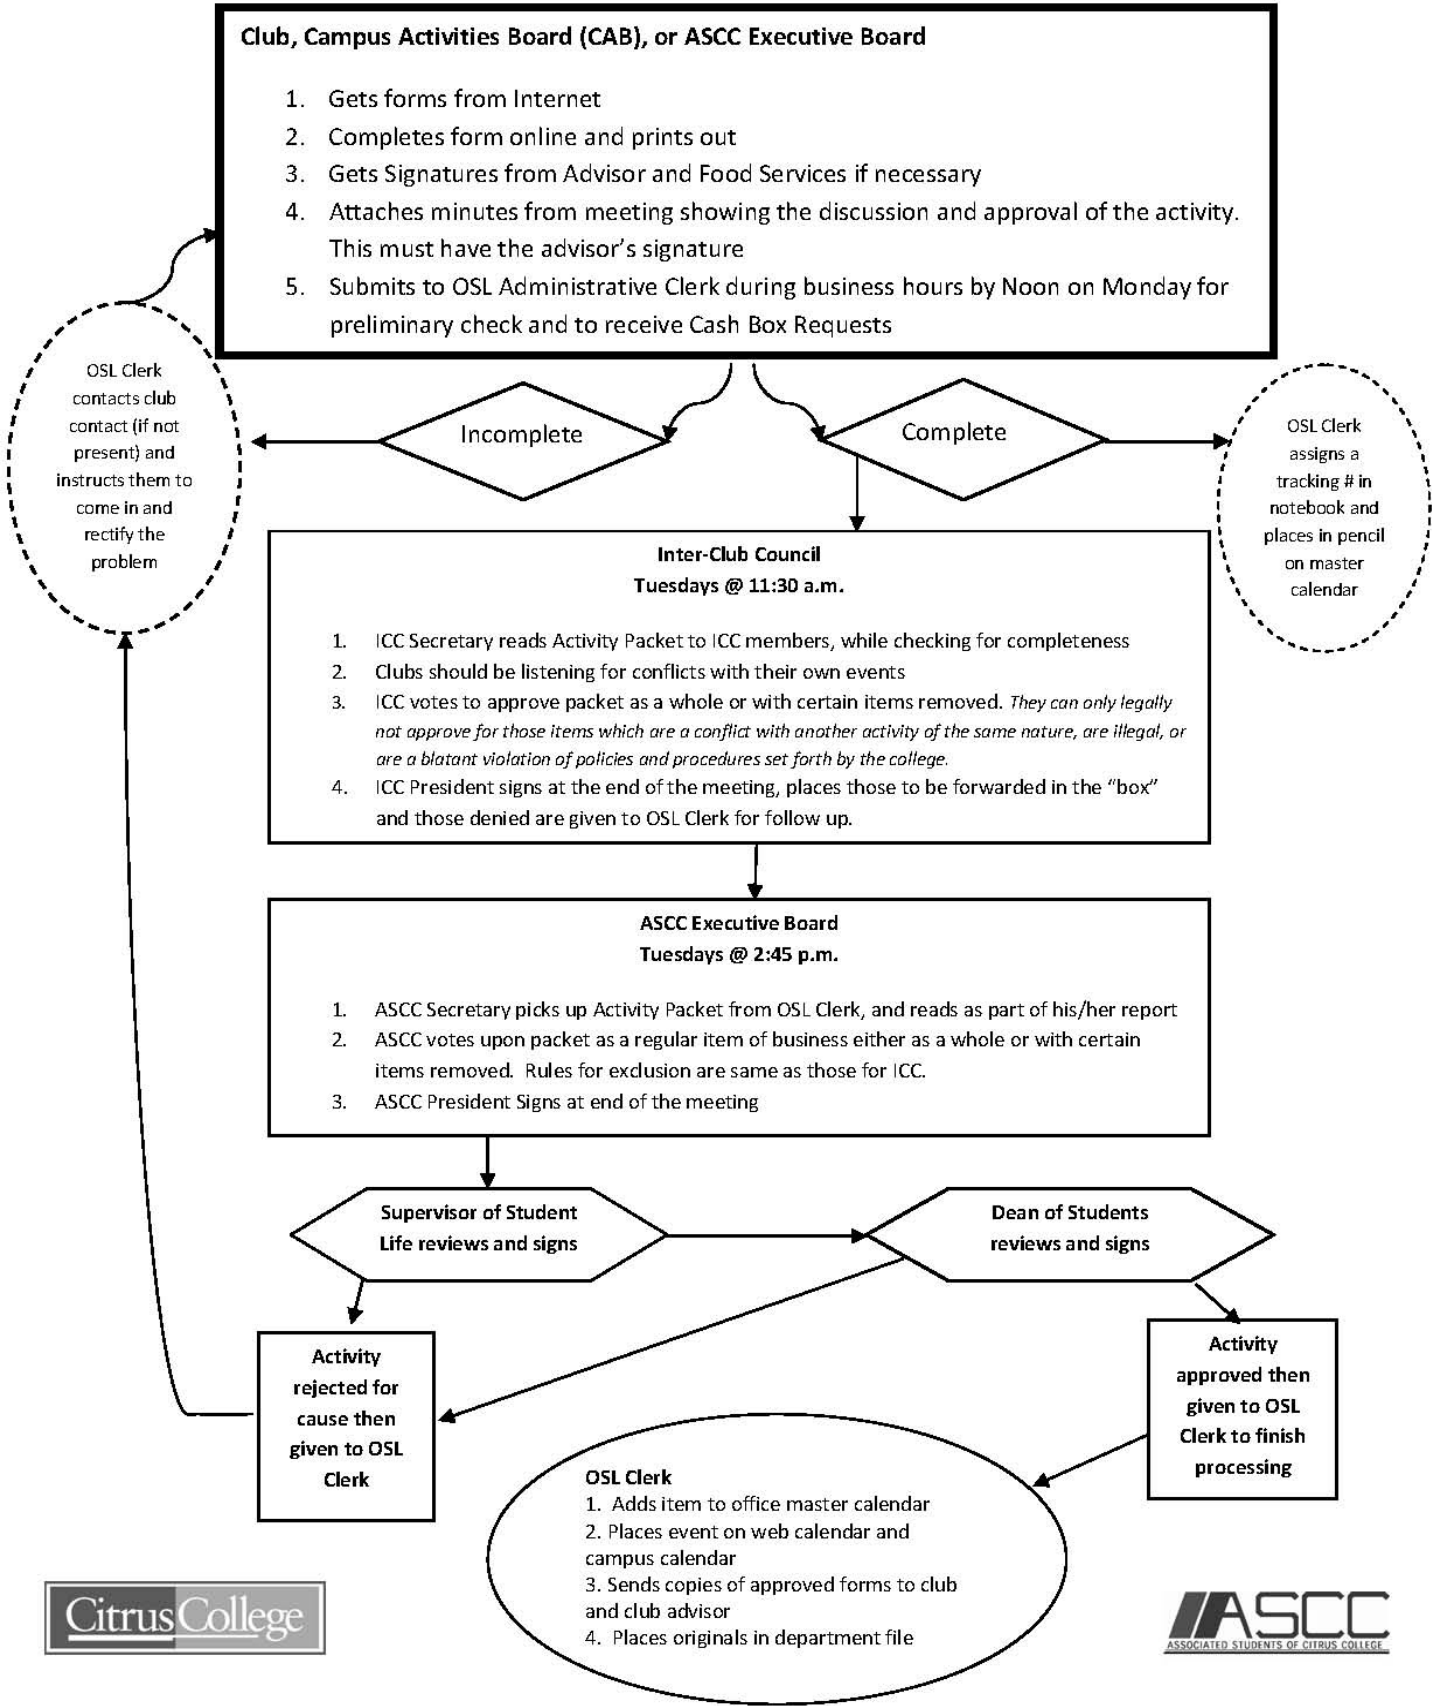 Club, Campus Activities Board (CAB), or ASCC Executive Board
1. Gets forms from Internet
2. Completes form online and prints out
3. Gets Signatures from Advisor and Food Services if necessary
4. Attaches minutes from meeting showing the discussion and approval of the activity.
This must have the advisor's signature
5. Submits to OSL Administrative Clerk during business hours by Noon on Monday for
preliminary check and to receive Cash Box Requests
OSL Clerk
contacts club
contact (if not
present) and
instructs them to
come in and
rectify the
problem
Incomplete
Complete
OSL Clerk
assigns a
tracking # in
notebook and
places in pencil
on master
calendar
Inter-Club Council
Tuesdays @ 11:30 a.m.
1. ICC Secretary reads Activity Packet to ICC members, while checking for completeness
2. Clubs should be listening for conflicts with their own events
3. ICC votes to approve packet as a whole or with certain items removed. They can only legally
not approve for those items which are a conflict with another activity of the same nature, are illegal, or
are a blatant violation of policies and procedures set forth by the college.
4. ICC President signs at the end of the meeting, places those to be forwarded in the “box”
and those denied are given to OSL Clerk for follow up.
ASCC Executive Board
Tuesdays @ 2:45 p.m.
1. ASCC Secretary picks up Activity Packet from OSL Clerk, and reads as part of his/her report
2. ASCC votes upon packet as a regular item of business either as a whole or with certain
items removed. Rules for exclusion are same as those for ICC.
3. ASCC President Signs at end of the meeting
Supervisor of Student
Life reviews and signs
Dean of Students
reviews and signs
Activity
rejected for
cause then
given to OSL
Clerk
Activity
approved then
given to OSL
Clerk to finish
processing
OSL Clerk
1. Adds item to office master calendar
2. Places event on web calendar and
campus calendar
3. Sends copies of approved forms to club
and club advisor
4. Places originals in department file
Citrus College
ASCC
ASSOCIATED STUDENTS OF CITRUS COLLEGE